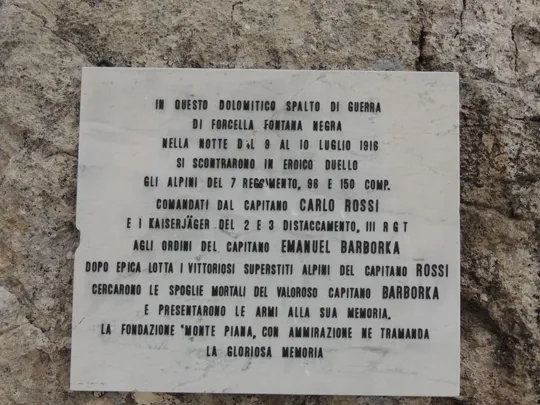 IN QUESTO DOLOMITICO SPALTO DI GUERRA
DI FORCELLA FONTANA NEGRA
NELLA NOTTE DAL 9 AL 10 LUGLIO 1916
SI SCONTRARONO IN EROICO DUELLO
GLI ALPINI DEL 7 REGGIMENTO, 96 E 150 COMP.
COMANDATI DAL CAPITANO CARLO ROSSI
E I KAISERJÄGER DEL 2 E 3 DISTACCAMENTO, III R G T
AGLI ORDINI DEL CAPITANO EMANUEL BARBORKA
DOPO EPICA LOTTA I VITTORIOSI SUPERSTITI ALPINI DEL CAPITANO ROSSI
CERCARONO LE SPOGLIE MORTALI DEL VALOROSO CAPITANO BARBORKA
E PRESENTARONO LE ARMI ALLA SUA MEMORIA.
LA FONDAZIONE "MONTE PIANA, CON AMMIRAZIONE NE TRAMANDA
LA GLORIOSA MEMORIA